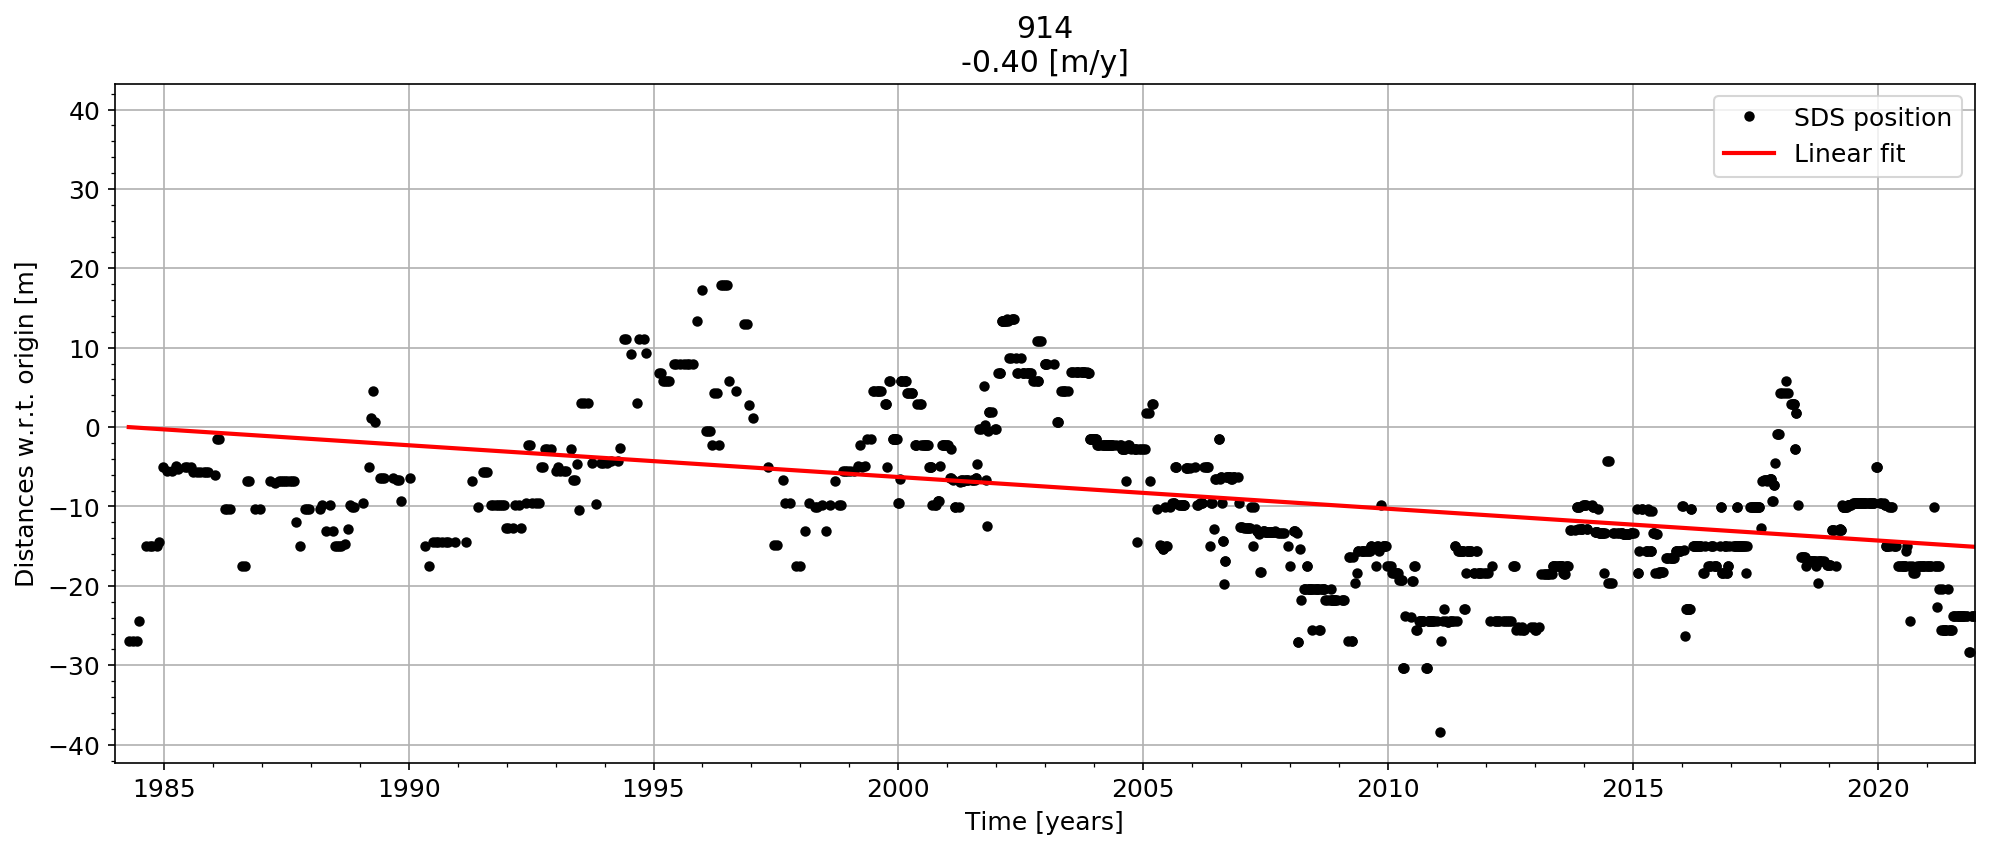 914
-0.40 [m/y]
SDS position
Linear fit
Distances w.r.t. origin [m]
40
30
20
10
0
−10
−20
−30
−40
1985 1990 1995 2000 2005 2010 2015 2020
Time [years]